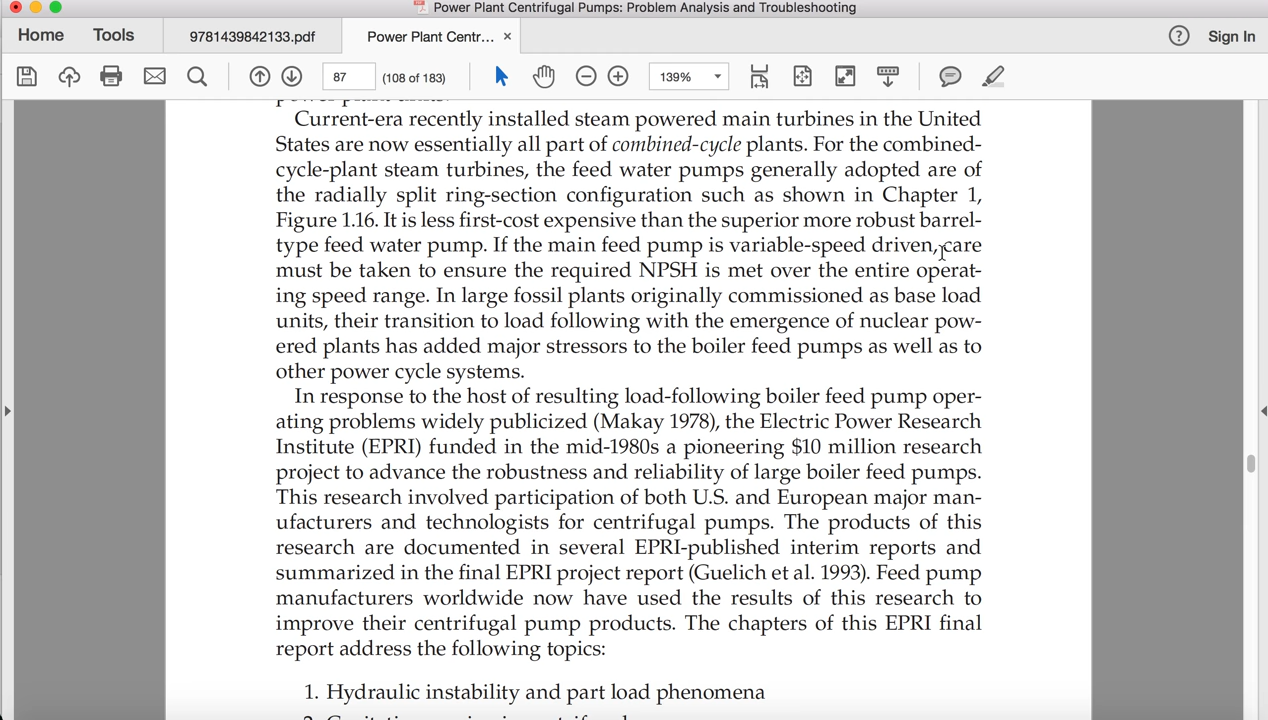 Power Plant Centrifugal Pumps: Problem Analysis and Troubleshooting
Home Tools 9781439842133.pdf Power Plant Centr... × ? Sign In
87 (108 of 183) 139%
Current-era recently installed steam powered main turbines in the United
States are now essentially all part of combined-cycle plants. For the combined-
cycle-plant steam turbines, the feed water pumps generally adopted are of
the radially split ring-section configuration such as shown in Chapter 1,
Figure 1.16. It is less first-cost expensive than the superior more robust barrel-
type feed water pump. If the main feed pump is variable-speed driven, care
must be taken to ensure the required NPSH is met over the entire operat-
ing speed range. In large fossil plants originally commissioned as base load
units, their transition to load following with the emergence of nuclear pow-
ered plants has added major stressors to the boiler feed pumps as well as to
other power cycle systems.
In response to the host of resulting load-following boiler feed pump oper-
ating problems widely publicized (Makay 1978), the Electric Power Research
Institute (EPRI) funded in the mid-1980s a pioneering $10 million research
project to advance the robustness and reliability of large boiler feed pumps.
This research involved participation of both U.S. and European major man-
ufacturers and technologists for centrifugal pumps. The products of this
research are documented in several EPRI-published interim reports and
summarized in the final EPRI project report (Guelich et al. 1993). Feed pump
manufacturers worldwide now have used the results of this research to
improve their centrifugal pump products. The chapters of this EPRI final
report address the following topics:
1. Hydraulic instability and part load phenomena